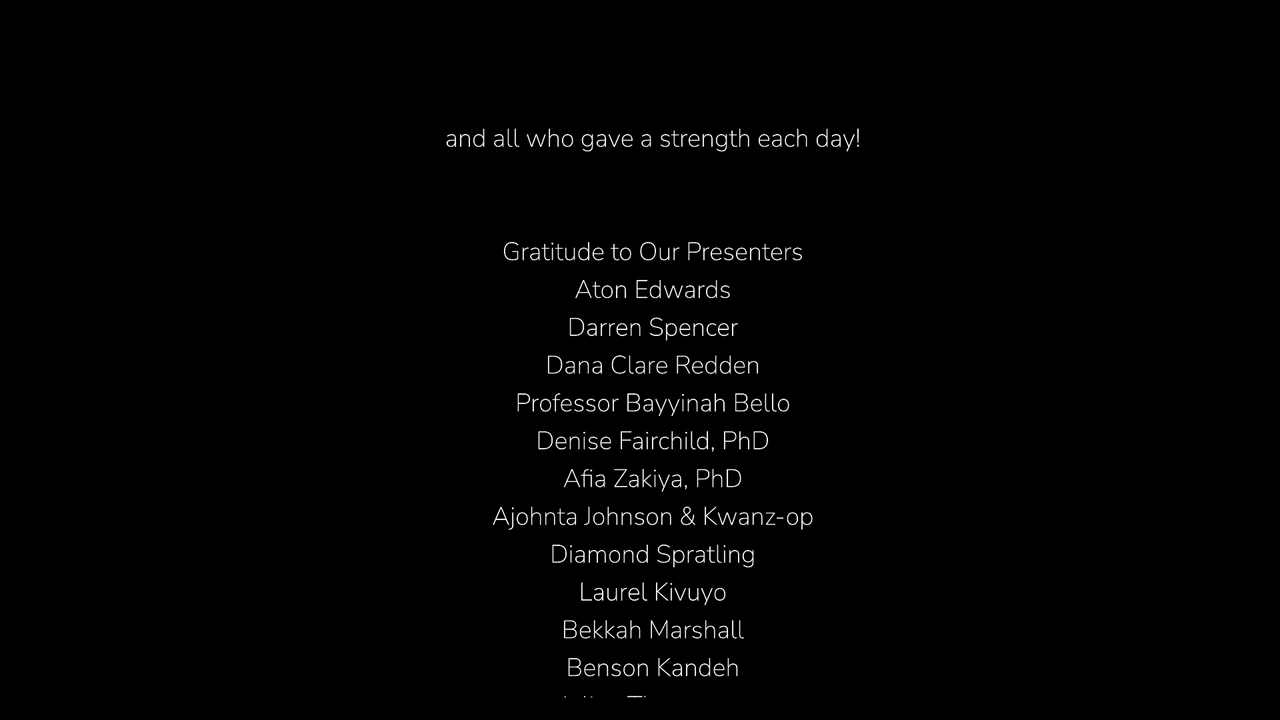 and all who gave a strength each day!
Gratitude to Our Presenters
Aton Edwards
Darren Spencer
Dana Clare Redden
Professor Bayyinah Bello
Denise Fairchild, PhD
Afia Zakiya, PhD
Ajohnta Johnson & Kwanz-op
Diamond Spratling
Laurel Kivuyo
Bekkah Marshall
Benson Kandeh